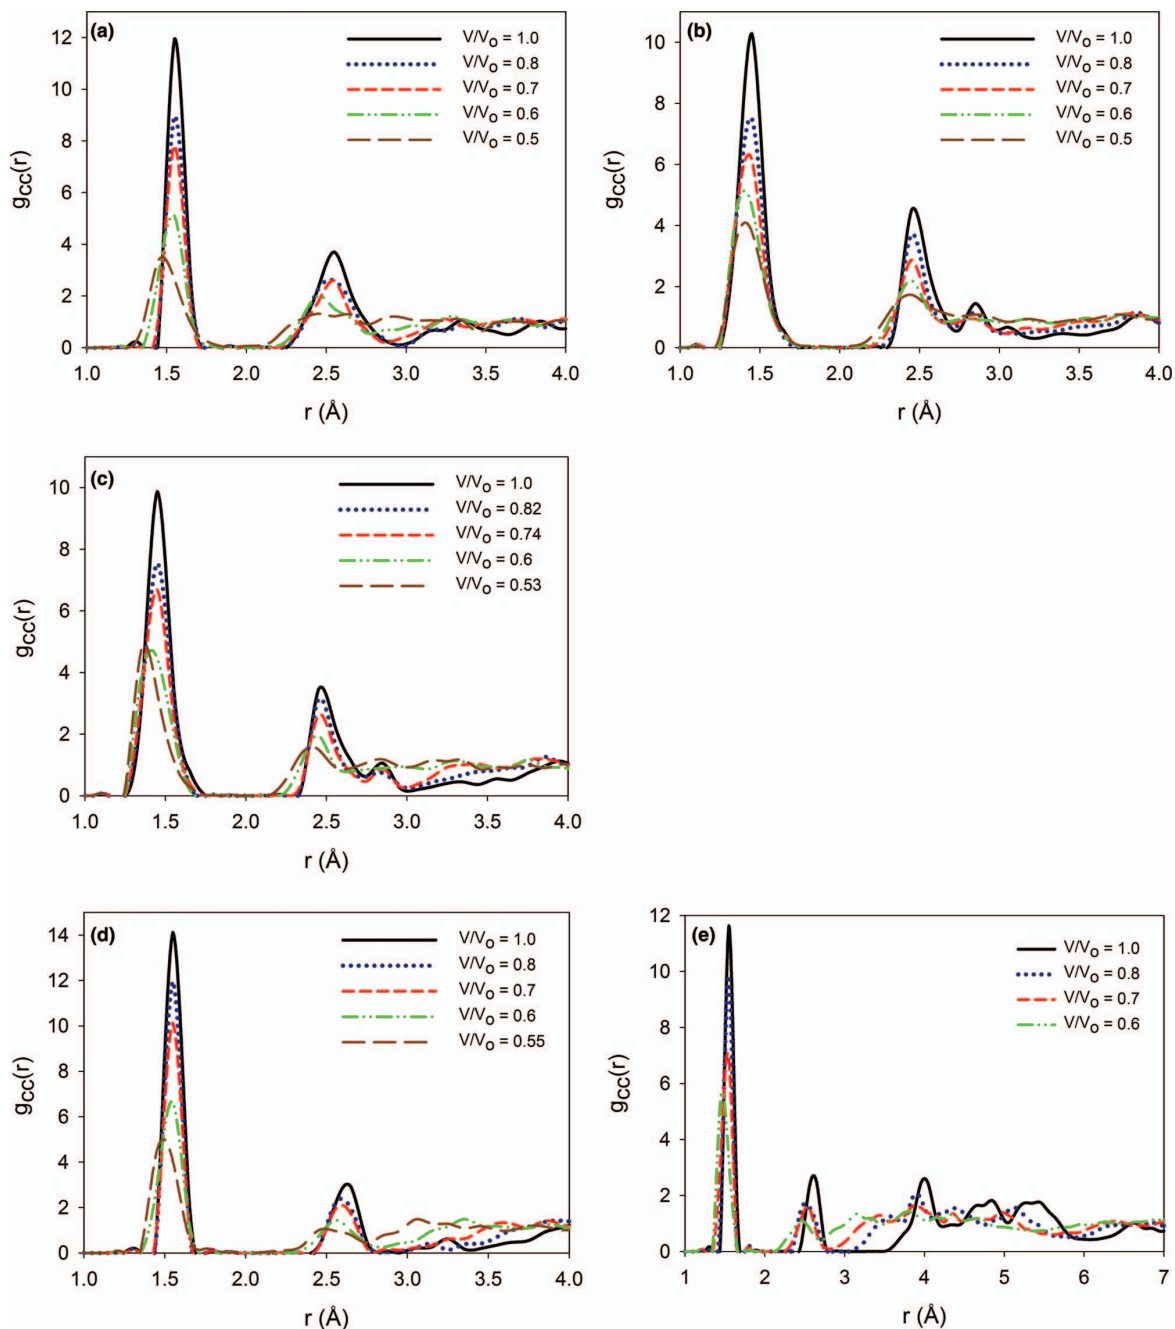 (a)
V/Vo = 1.0
V/Vo = 0.8
V/Vo = 0.7
V/Vo = 0.6
V/Vo = 0.5
12
10
8
6
4
2
0
gCC(r)
1.0 1.5 2.0 2.5 3.0 3.5 4.0
r (Å)
(b)
V/Vo = 1.0
V/Vo = 0.8
V/Vo = 0.7
V/Vo = 0.6
V/Vo = 0.5
10
8
6
4
2
0
gCC(r)
1.0 1.5 2.0 2.5 3.0 3.5 4.0
r (Å)
(c)
V/Vo = 1.0
V/Vo = 0.82
V/Vo = 0.74
V/Vo = 0.6
V/Vo = 0.53
10
8
6
4
2
0
gCC(r)
1.0 1.5 2.0 2.5 3.0 3.5 4.0
r (Å)
(d)
V/Vo = 1.0
V/Vo = 0.8
V/Vo = 0.7
V/Vo = 0.6
V/Vo = 0.55
14
12
10
8
6
4
2
0
gCC(r)
1.0 1.5 2.0 2.5 3.0 3.5 4.0
r (Å)
(e)
V/Vo = 1.0
V/Vo = 0.8
V/Vo = 0.7
V/Vo = 0.6
12
10
8
6
4
2
0
gCC(r)
1 2 3 4 5 6 7
r (Å)